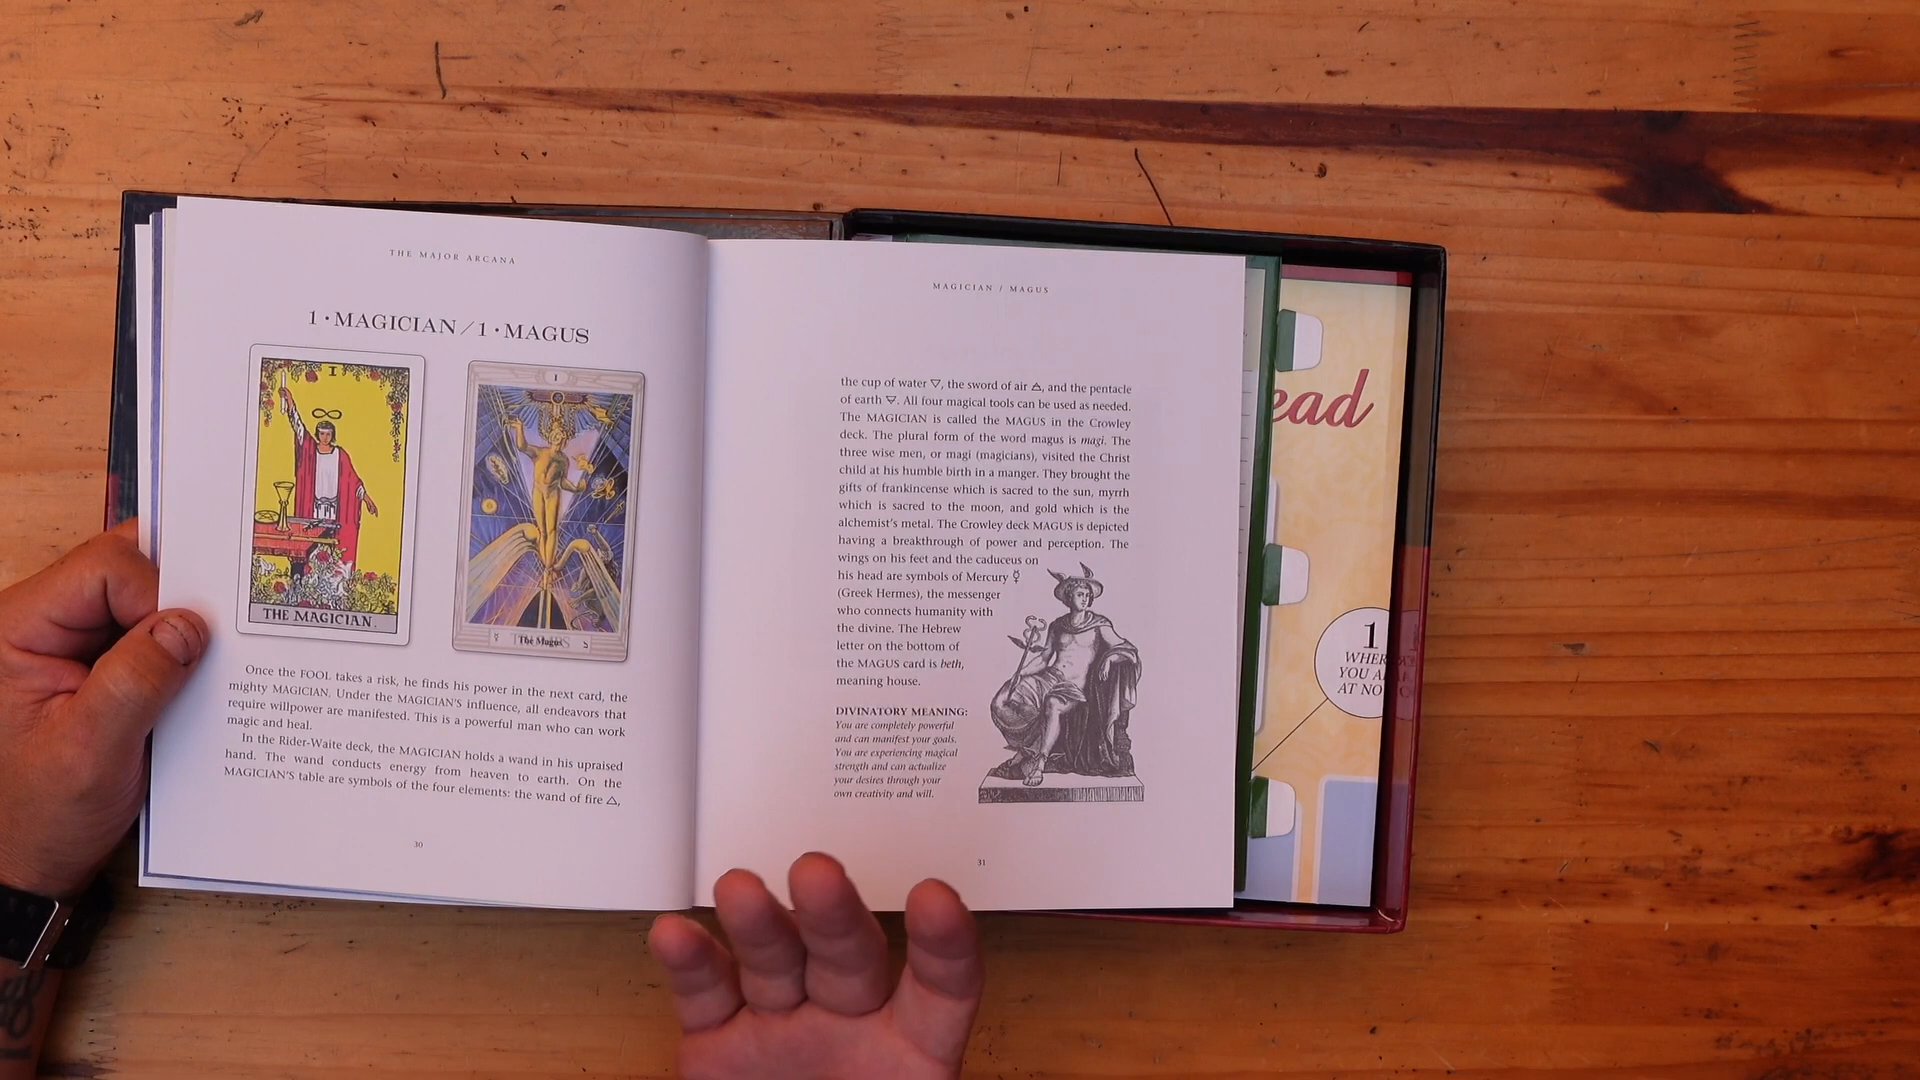 THE MAJOR ARCANA
1 • MAGICIAN / 1 • MAGUS
I
THE MAGICIAN.
I
The Magus
Once the FOOL takes a risk, he finds his power in the next card, the
mighty MAGICIAN. Under the MAGICIAN'S influence, all endeavors that
require willpower are manifested. This is a powerful man who can work
magic and heal.
In the Rider-Waite deck, the MAGICIAN holds a wand in his upraised
hand. The wand conducts energy from heaven to earth. On the
MAGICIAN'S table are symbols of the four elements: the wand of fire 🜂,
30
MAGICIAN / MAGUS
the cup of water 🜄, the sword of air 🜁, and the pentacle
of earth 🜃. All four magical tools can be used as needed.
The MAGICIAN is called the MAGUS in the Crowley
deck. The plural form of the word magus is magi. The
three wise men, or magi (magicians), visited the Christ
child at his humble birth in a manger. They brought the
gifts of frankincense which is sacred to the sun, myrrh
which is sacred to the moon, and gold which is the
alchemist's metal. The Crowley deck MAGUS is depicted
having a breakthrough of power and perception. The
wings on his feet and the caduceus on
his head are symbols of Mercury ☿
(Greek Hermes), the messenger
who connects humanity with
the divine. The Hebrew
letter on the bottom of
the MAGUS card is beth,
meaning house.
DIVINATORY MEANING:
You are completely powerful
and can manifest your goals.
You are experiencing magical
strength and can actualize
your desires through your
own creativity and will.
31
ead
1
WHER
YOU A
AT NO